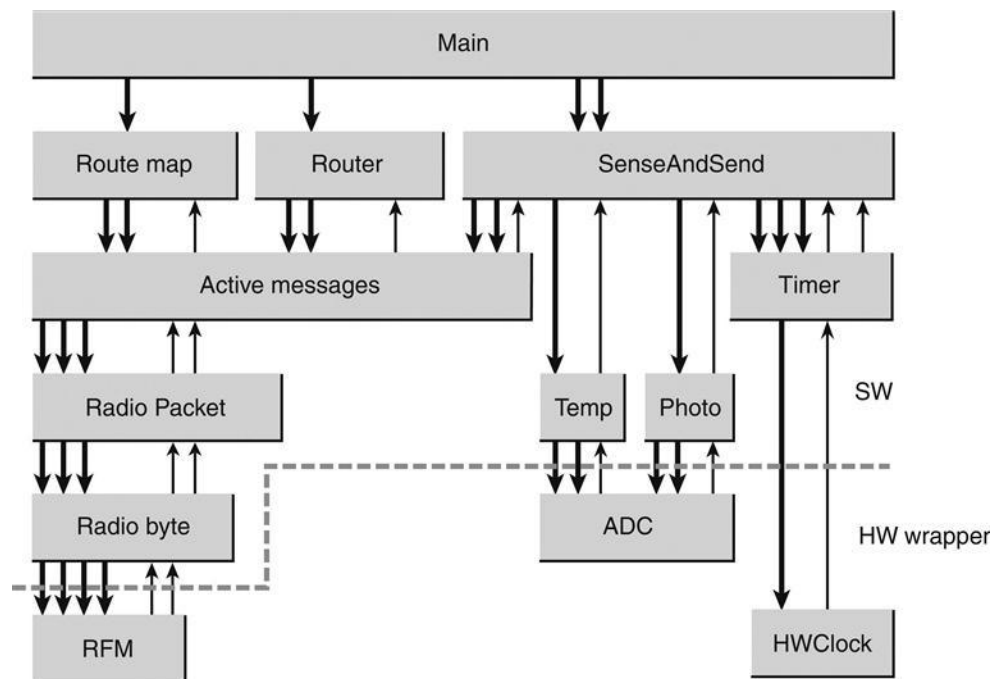 Main
Route map
Router
SenseAndSend
Active messages
Timer
Radio Packet
Temp
Photo
SW
Radio byte
ADC
HW wrapper
RFM
HWClock